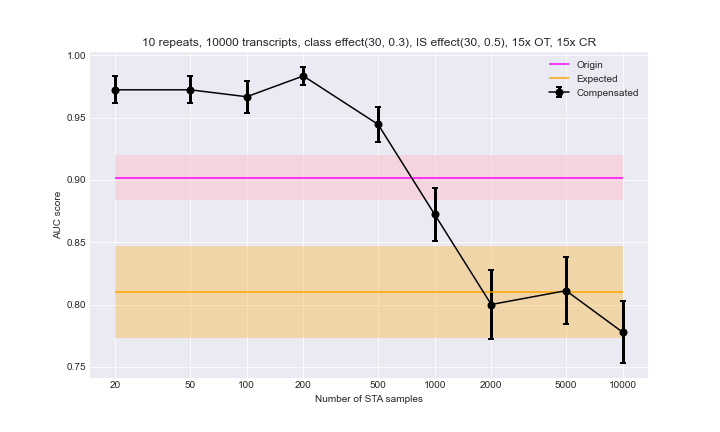 10 repeats, 10000 transcripts, class effect(30, 0.3), IS effect(30, 0.5), 15x OT, 15x CR
1.00
0.95
0.90
0.85
0.80
0.75
AUC score
Origin
Expected
Compensated
20 50 100 200 500 1000 2000 5000 10000
Number of STA samples